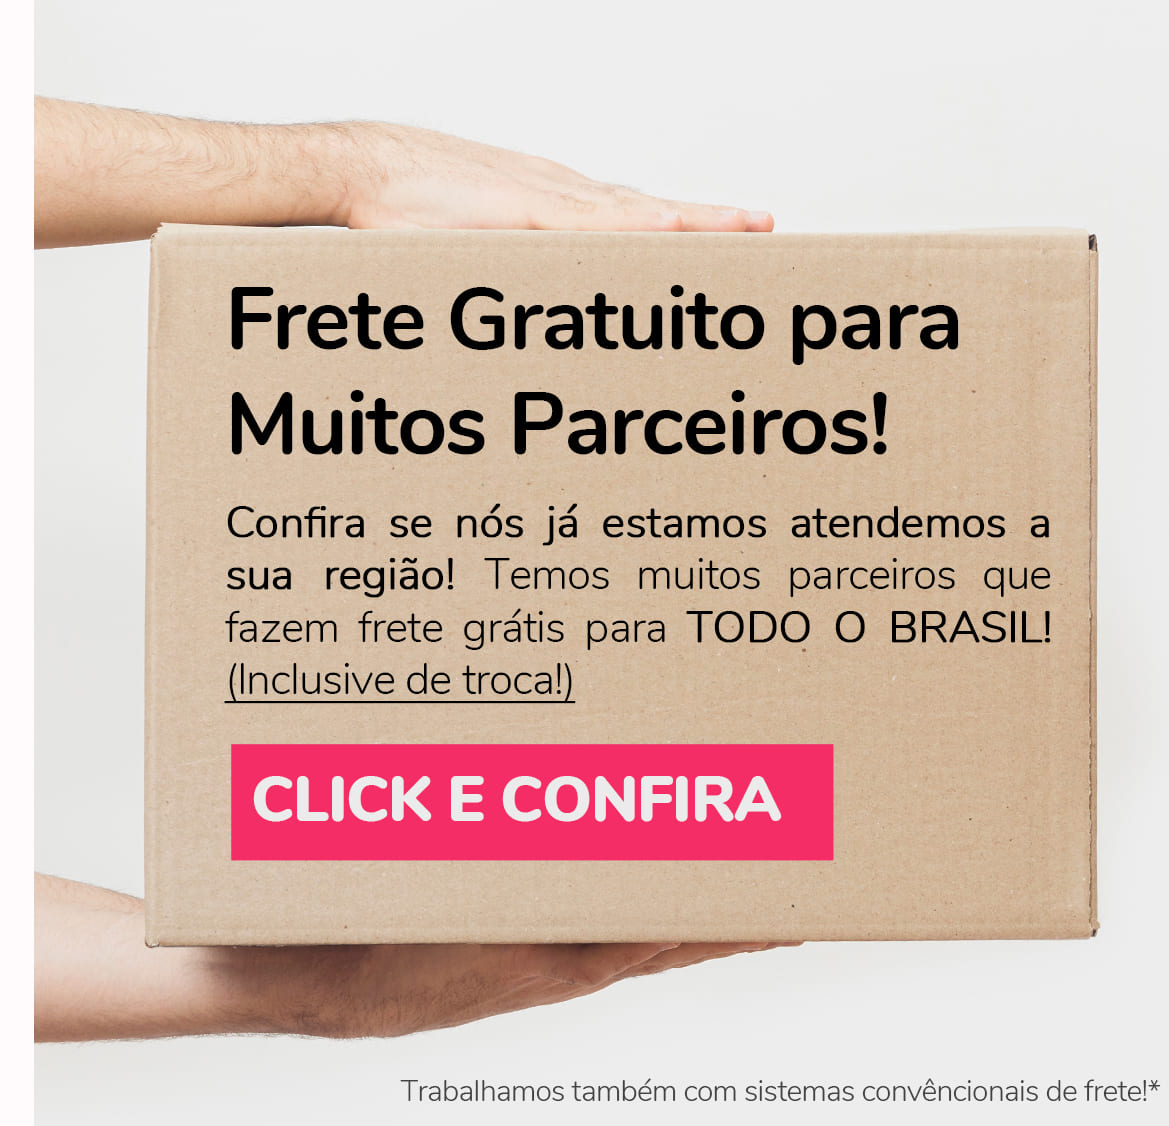 Frete Gratuito para
Muitos Parceiros!
Confira se nós já estamos atendemos a
sua região! Temos muitos parceiros que
fazem frete grátis para TODO O BRASIL!
(Inclusive de troca!)
CLICK E CONFIRA
Trabalhamos também com sistemas convêncionais de frete!*